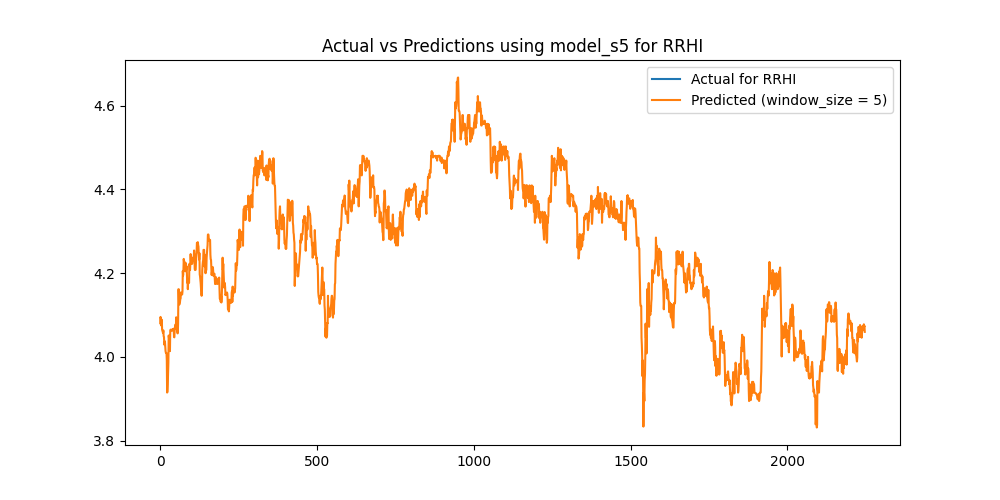 Actual vs Predictions using model_s5 for RRHI
Actual for RRHI
Predicted (window_size = 5)
4.6
4.4
4.2
4.0
3.8
0 500 1000 1500 2000